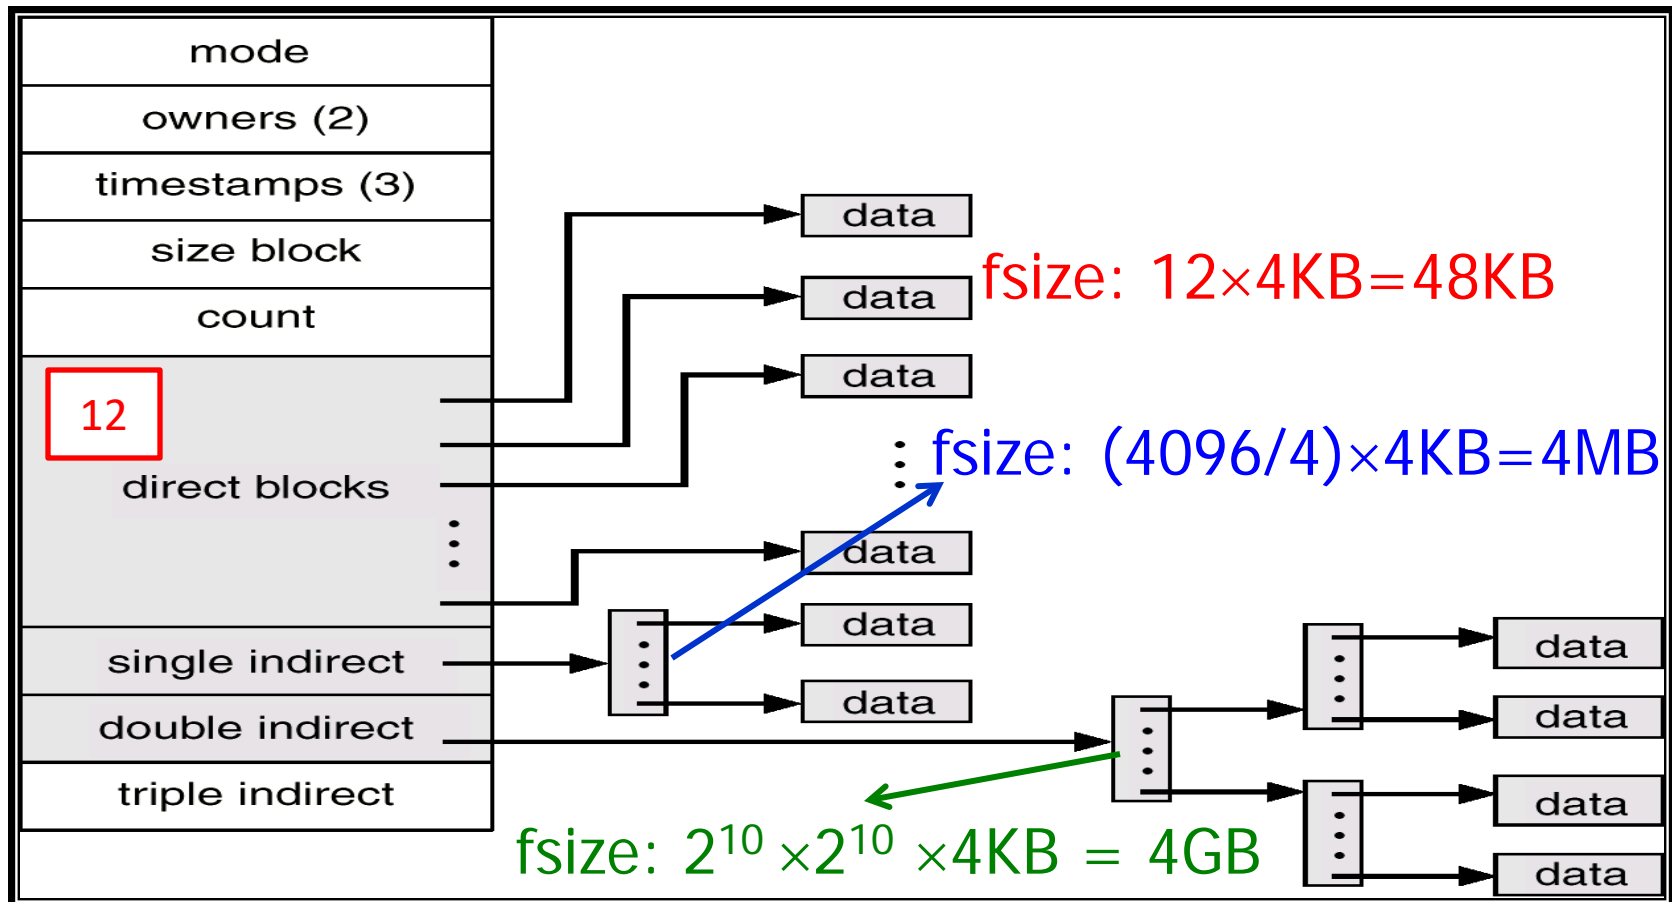 mode
owners (2)
timestamps (3)
size block
count
12
direct blocks
single indirect
double indirect
triple indirect
data
data
data
data
data
data
fsize: 12×4KB=48KB
fsize: (4096/4)×4KB=4MB
data
data
data
data
fsize: 2¹⁰ ×2¹⁰ ×4KB = 4GB